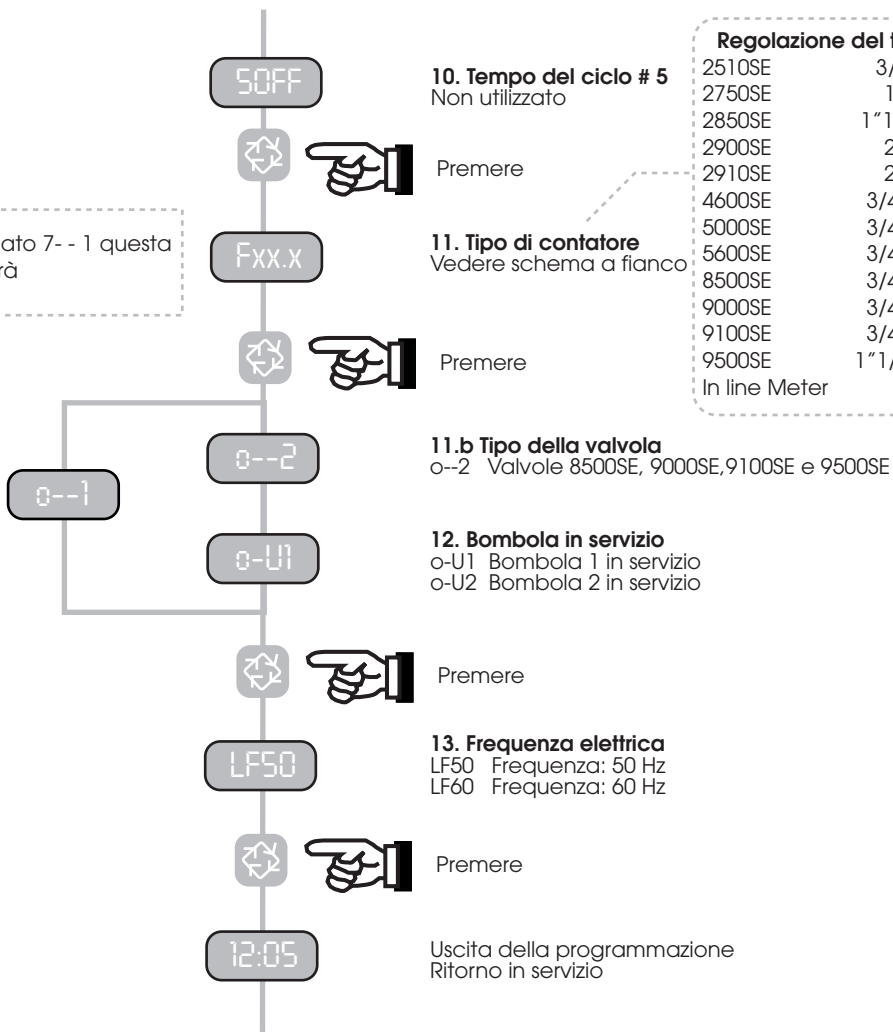 5OFF
10. Tempo del ciclo # 5
Non utilizzato
Premere
ato 7- - 1 questa
rà
Fxx.x
11. Tipo di contatore
Vedere schema a fianco
Regolazione del
2510SE 3/
2750SE 1
2850SE 1"1
2900SE 2
2910SE 2
4600SE 3/4
5000SE 3/4
5600SE 3/4
8500SE 3/4
9000SE 3/4
9100SE 3/4
9500SE 1"1/
In line Meter
Premere
o--2
11.b Tipo della valvola
o--2 Valvole 8500SE, 9000SE,9100SE e 9500SE
o--1
o-U1
12. Bombola in servizio
o-U1 Bombola 1 in servizio
o-U2 Bombola 2 in servizio
Premere
LF50
13. Frequenza elettrica
LF50 Frequenza: 50 Hz
LF60 Frequenza: 60 Hz
Premere
12:05
Uscita della programmazione
Ritorno in servizio